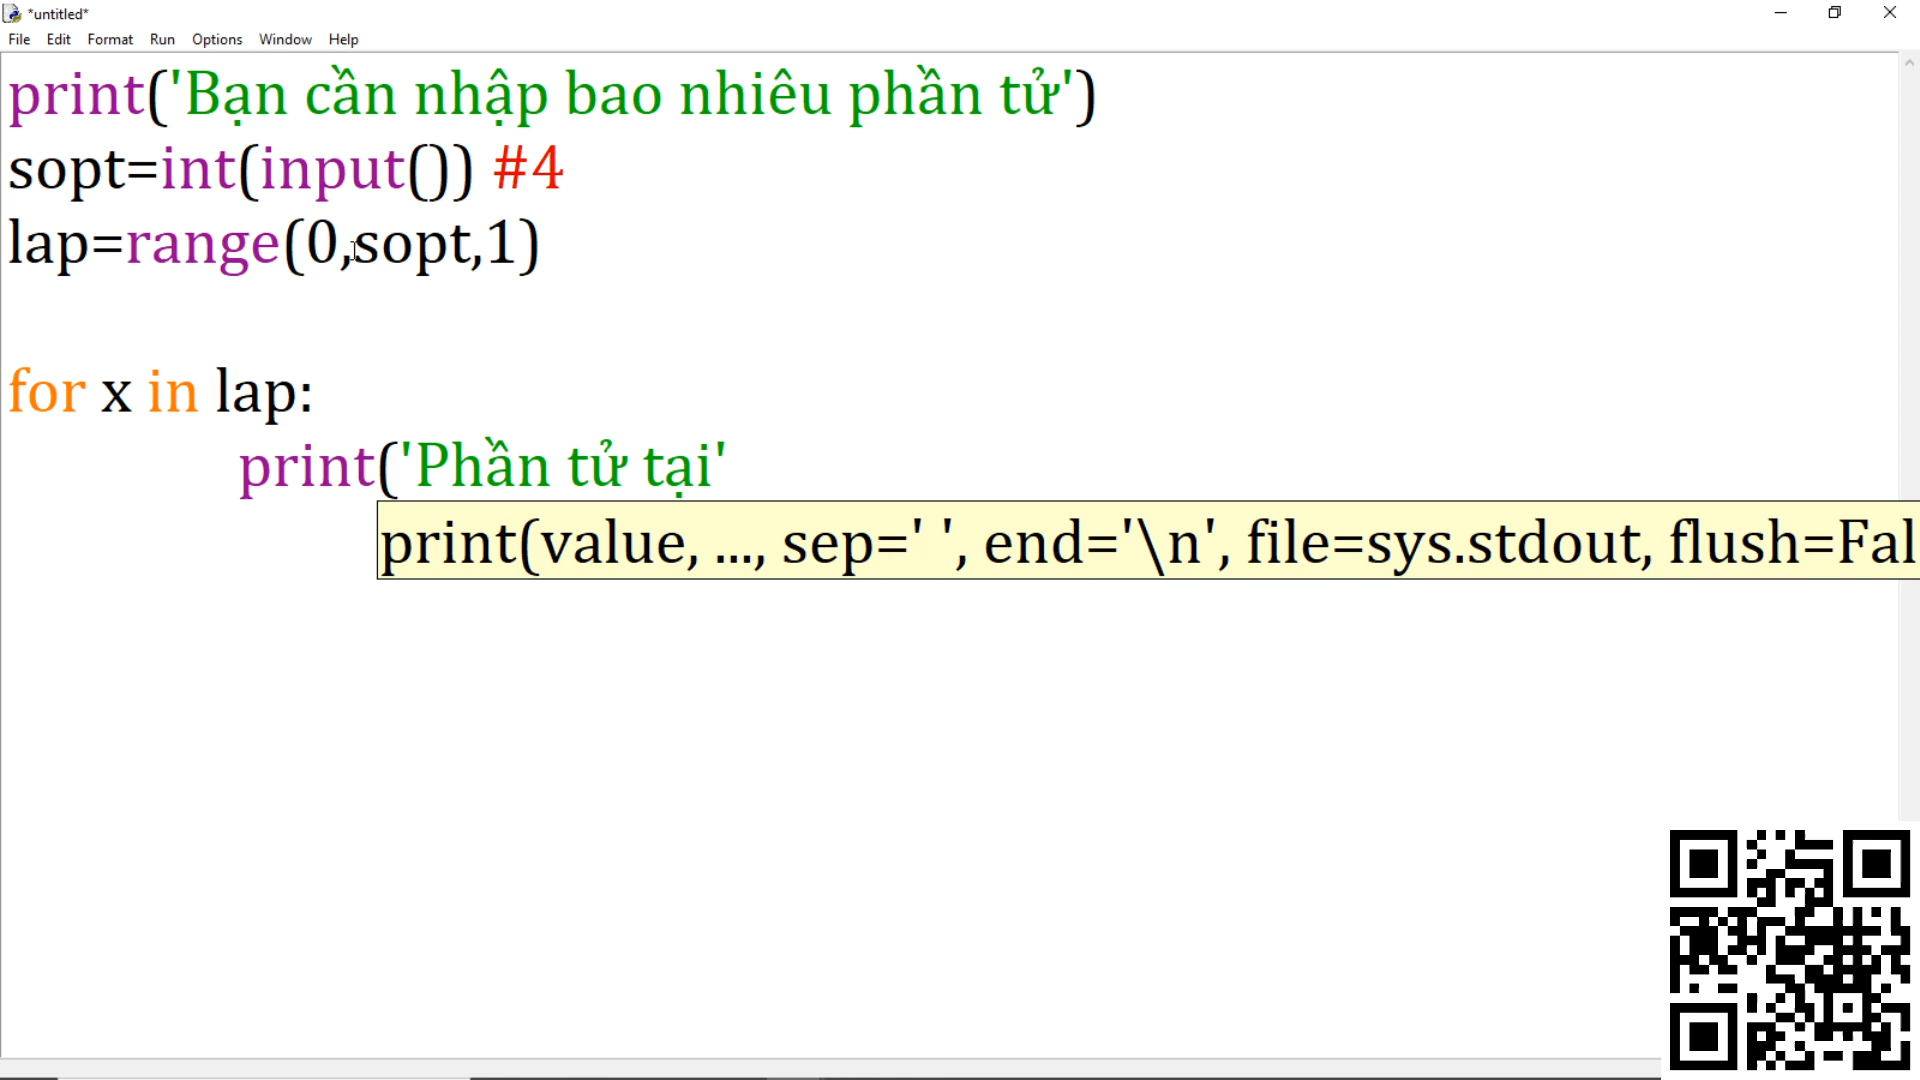 *untitled*
File Edit Format Run Options Window Help
print('Bạn cần nhập bao nhiêu phần tử')
sopt=int(input()) #4
lap=range(0,sopt,1)
for x in lap:
print('Phần tử tại'
print(value, ..., sep=' ', end='\n', file=sys.stdout, flush=Fal